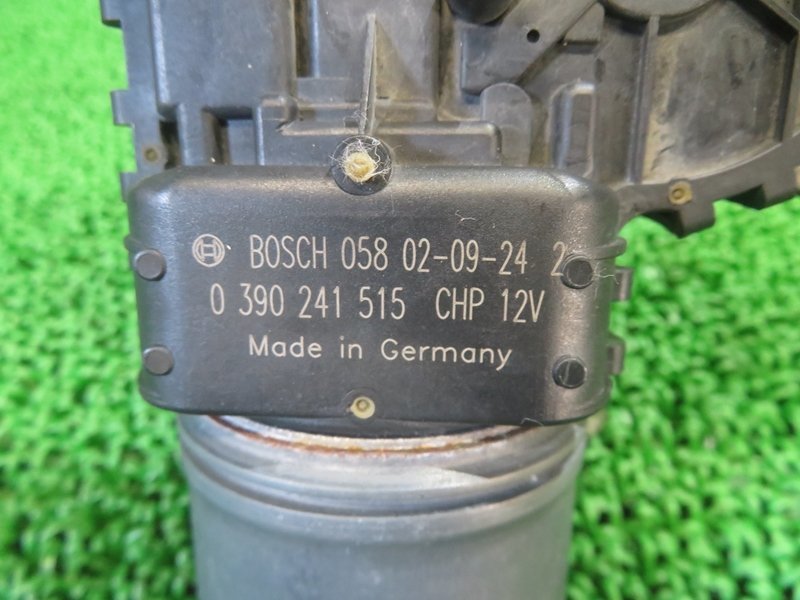 BOSCH 058 02-09-24 2
0 390 241 515 CHP 12V
Made in Germany